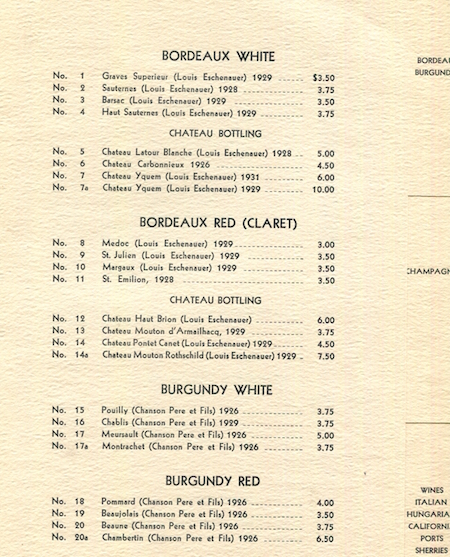 BORDEAUX WHITE
No. 1 Graves Superieur (Louis Eschenauer) 1929 $3.50
No. 2 Sauternes (Louis Eschenauer) 1928 3.75
No. 3 Barsac (Louis Eschenauer) 1929 3.50
No. 4 Haut Sauternes (Louis Eschenauer) 1929 3.75
CHATEAU BOTTLING
No. 5 Chateau Latour Blanche (Louis Eschenauer) 1928 5.00
No. 6 Chateau Carbonnieux 1926 4.50
No. 7 Chateau Yquem (Louis Eschenauer) 1931 6.00
No. 7a Chateau Yquem (Louis Eschenauer) 1929 10.00
BORDEAUX RED (CLARET)
No. 8 Medoc (Louis Eschenauer) 1929 3.00
No. 9 St. Julien (Louis Eschenauer) 1929 3.50
No. 10 Margaux (Louis Eschenauer) 1929 3.50
No. 11 St. Emilion, 1928 3.50
CHATEAU BOTTLING
No. 12 Chateau Haut Brion (Louis Eschenauer) 6.00
No. 13 Chateau Mouton d'Armailhacq, 1929 3.75
No. 14 Chateau Pontet Canet (Louis Eschenauer) 1929 4.50
No. 14a Chateau Mouton Rothschild (Louis Eschenauer) 1929 7.50
BURGUNDY WHITE
No. 15 Pouilly (Chanson Pere et Fils) 1926 3.75
No. 16 Chablis (Chanson Pere et Fils) 1929 3.75
No. 17 Meursault (Chanson Pere et Fils) 1926 5.00
No. 17a Montrachet (Chanson Pere et Fils) 1926 3.75
BURGUNDY RED
No. 18 Pommard (Chanson Pere et Fils) 1926 4.00
No. 19 Beaujolais (Chanson Pere et Fils) 1926 3.50
No. 20 Beaune (Chanson Pere et Fils) 1926 3.75
No. 20a Chambertin (Chanson Pere et Fils) 1926 6.50
BORDEAU
BURGUND
CHAMPAGN
WINES
ITALIAN
HUNGARIA
CALIFORNI
PORTS
SHERRIES